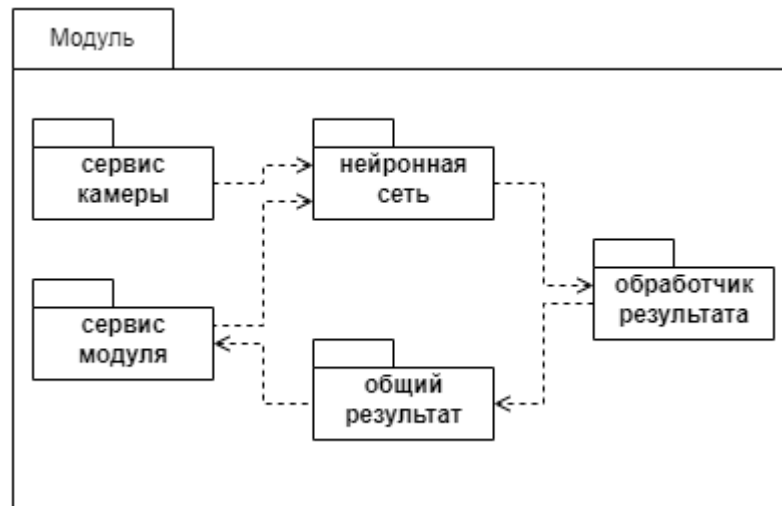 Модуль
сервис
камеры
нейронная
сеть
обработчик
результата
сервис
модуля
общий
результат